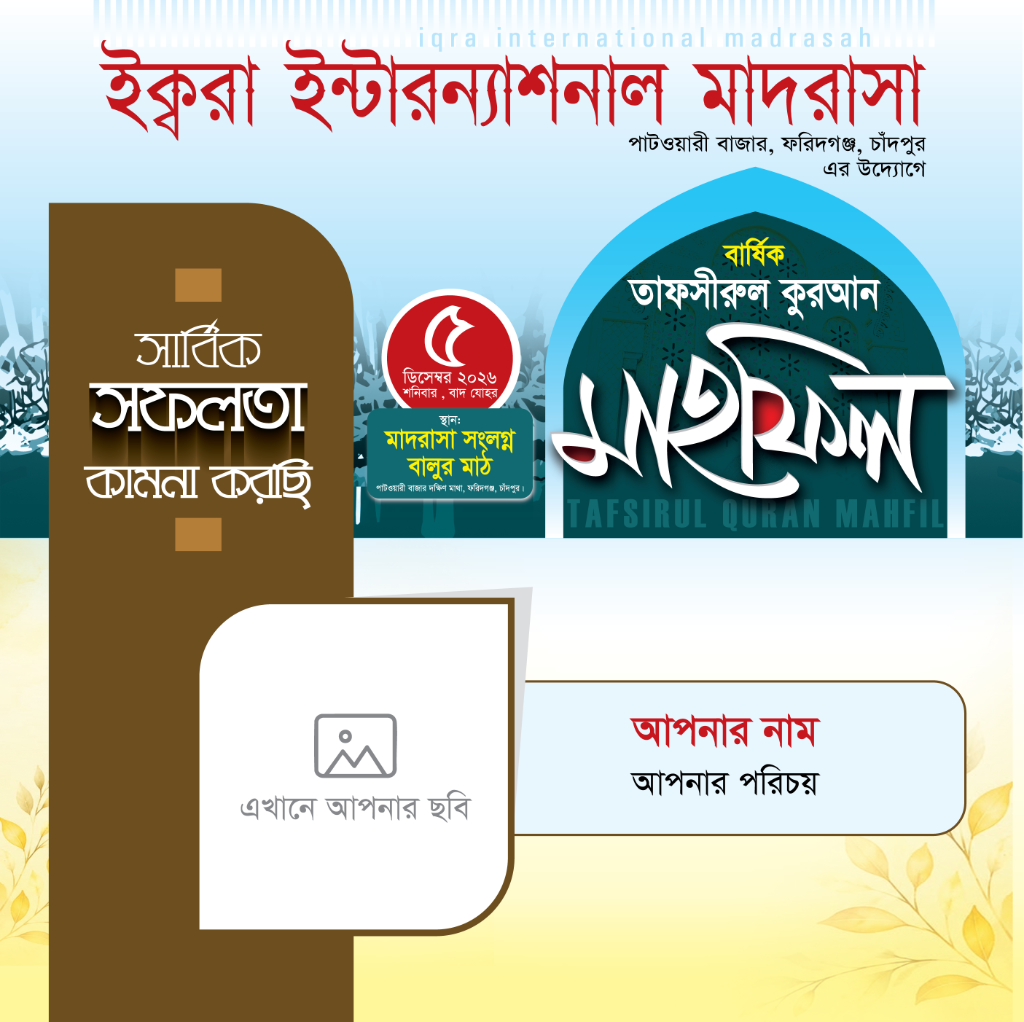 iqra international madrasah
ইক্বরা ইন্টারন্যাশনাল মাদরাসা
পাটওয়ারী বাজার, ফরিদগঞ্জ, চাঁদপুর
এর উদ্যোগে
বার্ষিক
তাফসীরুল কুরআন
মাহফিল
TAFSIRUL QURAN MAHFIL
৫
ডিসেম্বর ২০২৬
শনিবার , বাদ যোহর
স্থান:
মাদরাসা সংলগ্ন
বালুর মাঠ
পাটওয়ারী বাজার দক্ষিণ মাথা, ফরিদগঞ্জ, চাঁদপুর।
সার্বিক
সফলতা
কামনা করছি
এখানে আপনার ছবি
আপনার নাম
আপনার পরিচয়